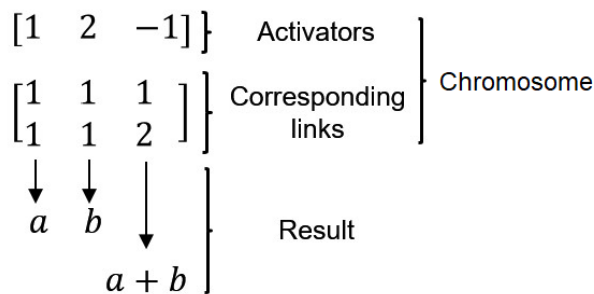 [1 2 −1] Activators
Chromosome
[1 1 1
1 1 2] Corresponding
links
a b
Result
a + b